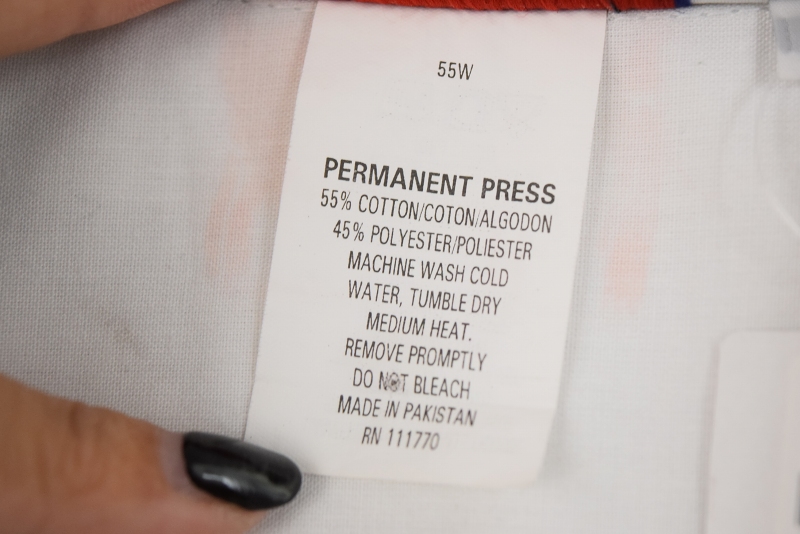 55W
PERMANENT PRESS
55% COTTON/COTON/ALGODON
45% POLYESTER/POLIESTER
MACHINE WASH COLD
WATER, TUMBLE DRY
MEDIUM HEAT.
REMOVE PROMPTLY
DO NOT BLEACH
MADE IN PAKISTAN
RN 111770